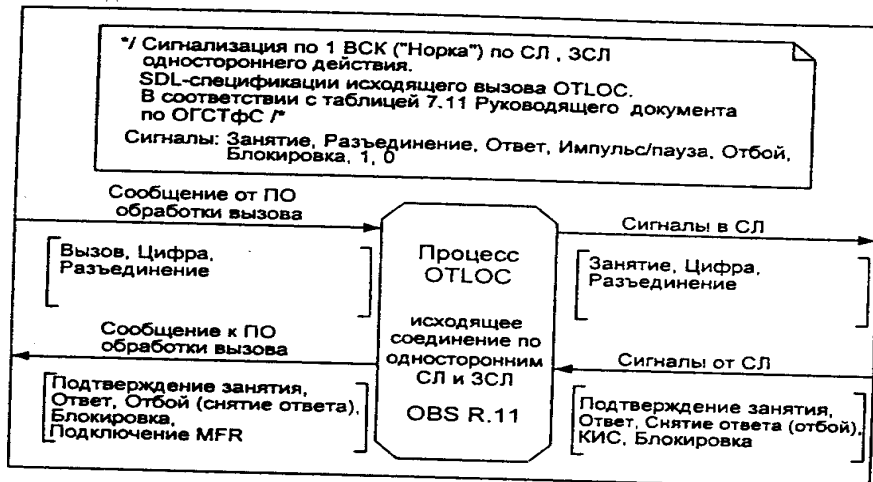 */ Сигнализация по 1 ВСК ("Норка") по СЛ , ЗСЛ
одностороннего действия.
SDL-спецификации исходящего вызова OTLOC.
В соответствии с таблицей 7.11 Руководящего документа
по ОГСТфС /*
Сигналы: Занятие, Разъединение, Ответ, Импульс/пауза, Отбой,
Блокировка, 1, 0
Сообщение от ПО
обработки вызова
Вызов, Цифра,
Разъединение
Сообщение к ПО
обработки вызова
Подтверждение занятия,
Ответ, Отбой (снятие ответа),
Блокировка,
Подключение MFR
Процесс
OTLOC
исходящее
соединение по
односторонним
СЛ и ЗСЛ
OBS R.11
Сигналы в СЛ
Занятие, Цифра,
Разъединение
Сигналы от СЛ
Подтверждение занятия,
Ответ, Снятие ответа (отбой),
КИС, Блокировка